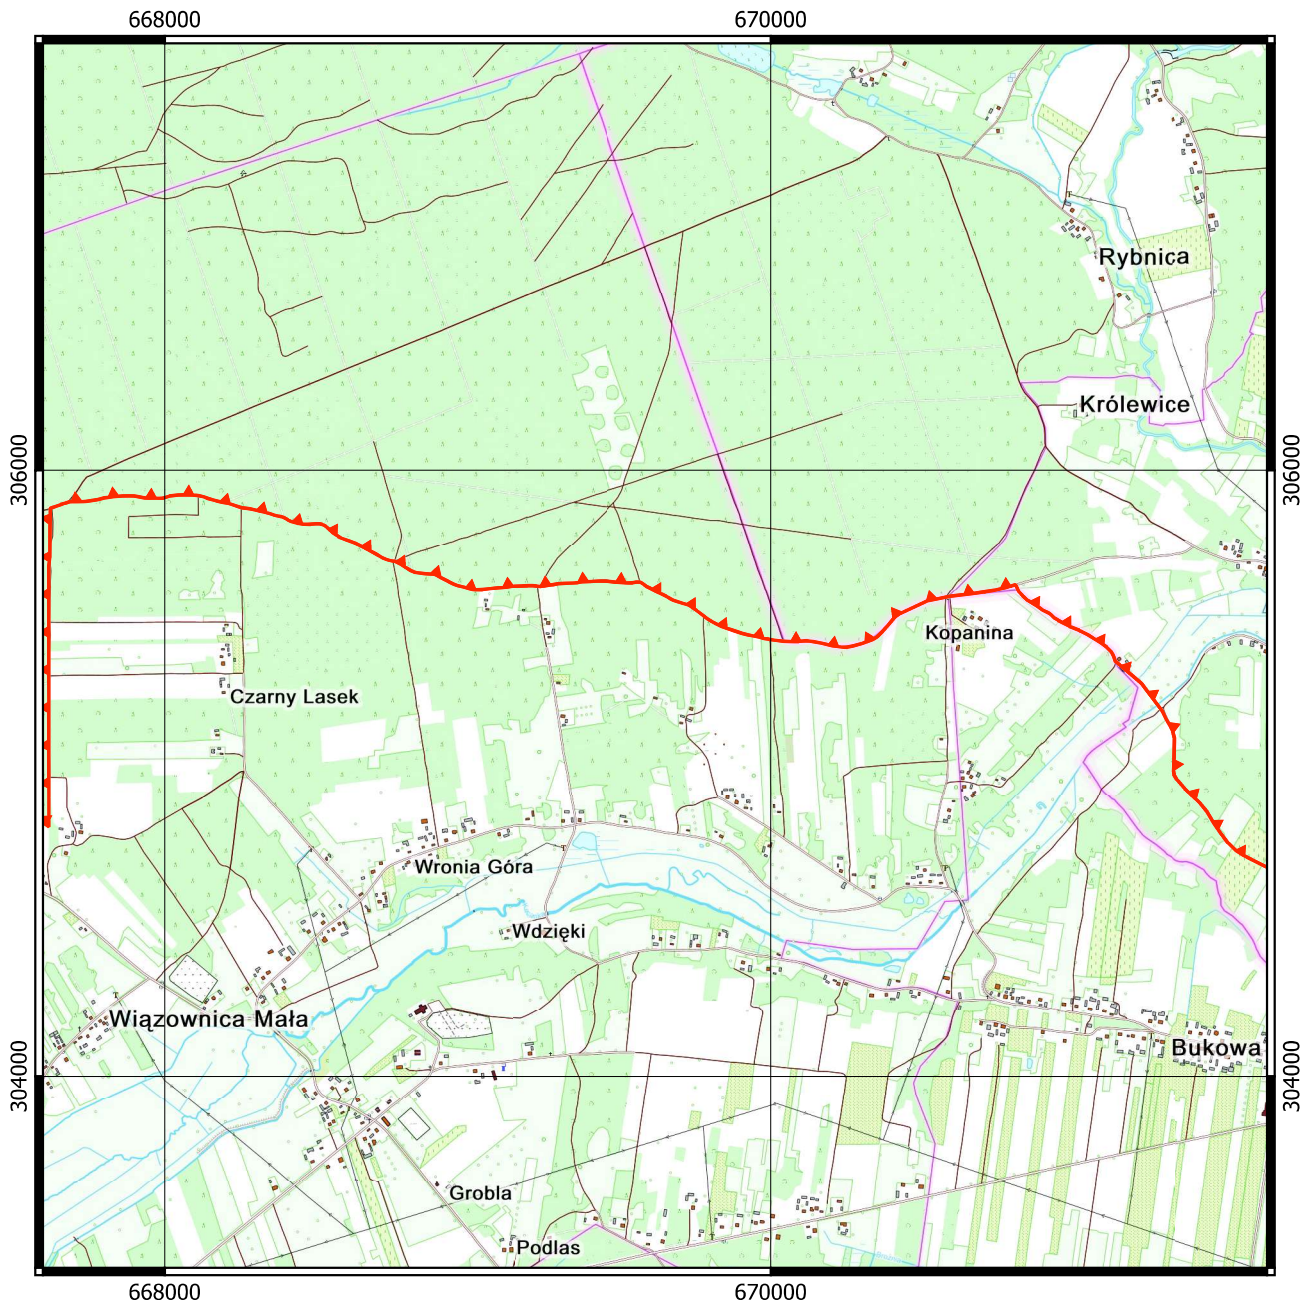 668000 670000
Rybnica
Królewice
306000 306000
Kopanina
Czarny Lasek
Wronia Góra
Wdzięki
Wiązownica Mała
Bukowa
304000 304000
Grobla
Podlas
668000 670000